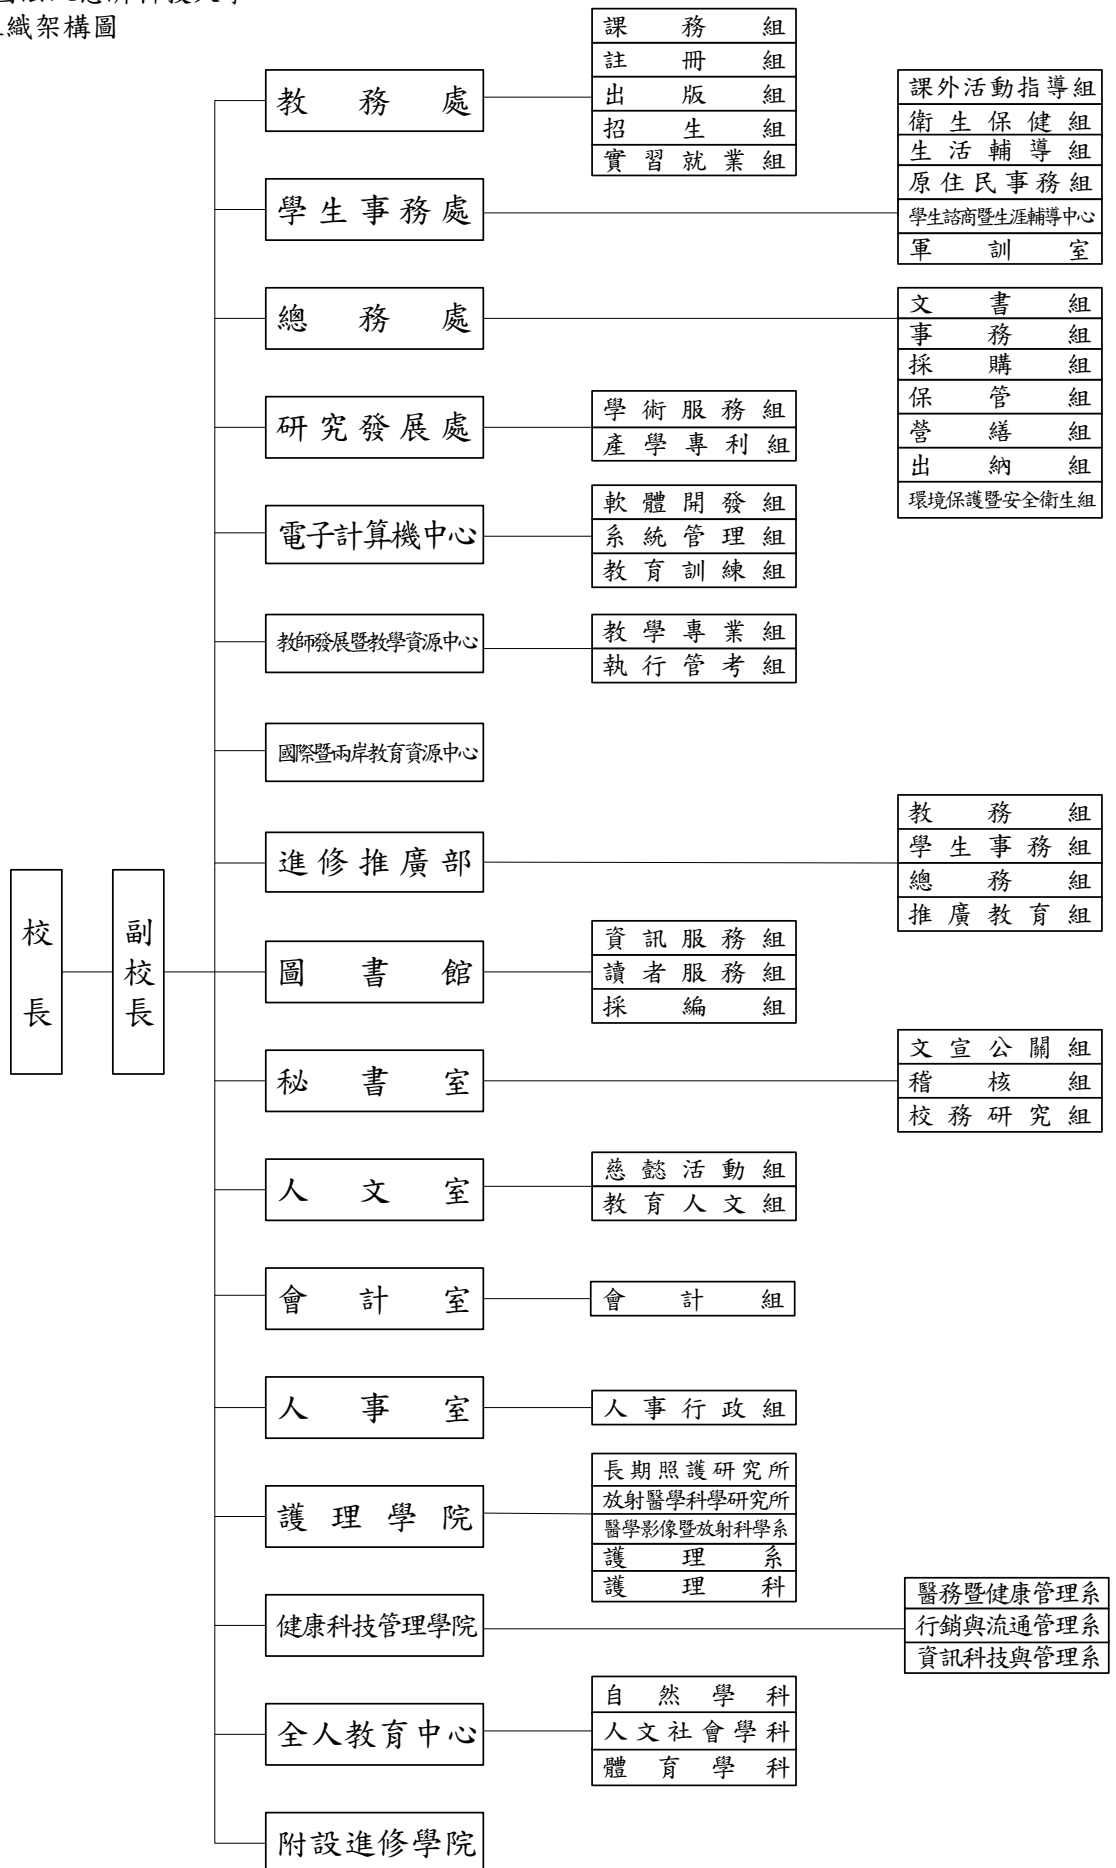 織架構圖
課務組
註冊組
出版組
招生組
實習就業組
教務處
課外活動指導組
衛生保健組
生活輔導組
原住民事務組
學生諮商暨生涯輔導中心
軍訓室
學生事務處
文書組
事務組
採購組
保管組
營繕組
出納組
環境保護暨安全衛生組
總務處
學術服務組
產學專利組
研究發展處
軟體開發組
系統管理組
教育訓練組
電子計算機中心
教學專業組
執行管考組
教師發展暨教學資源中心
國際暨兩岸教育資源中心
教務組
學生事務組
總務組
推廣教育組
進修推廣部
校長
副校長
資訊服務組
讀者服務組
採編組
圖書館
文宣公關組
稽核組
校務研究組
秘書室
慈懿活動組
教育人文組
人文室
會計室
會計組
人事室
人事行政組
長期照護研究所
放射醫學科學研究所
醫學影像暨放射科學系
護理系
護理科
護理學院
醫務暨健康管理系
行銷與流通管理系
資訊科技與管理系
健康科技管理學院
自然學科
人文社會學科
體育學科
全人教育中心
附設進修學院